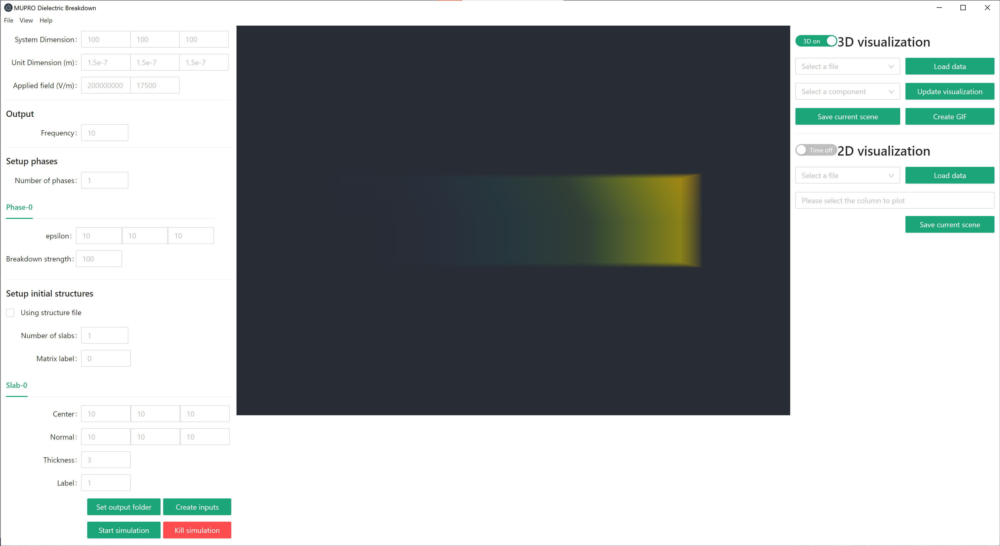 MUPRO Dielectric Breakdown
File View Help
System Dimension: 100 100 100
Unit Dimension (m): 1.5e-7 1.5e-7 1.5e-7
Applied field (V/m): 200000000 17500
Output
Frequency: 10
Setup phases
Number of phases: 1
Phase-0
epsilon: 10 10 10
Breakdown strength: 100
Setup initial structures
Using structure file
Number of slabs: 1
Matrix label: 0
Slab-0
Center: 10 10 10
Normal: 10 10 10
Thickness: 3
Label: 1
Set output folder Create inputs
Start simulation Kill simulation
3D on 3D visualization
Select a file Load data
Select a component Update visualization
Save current scene Create GIF
Time off 2D visualization
Select a file Load data
Please select the column to plot
Save current scene